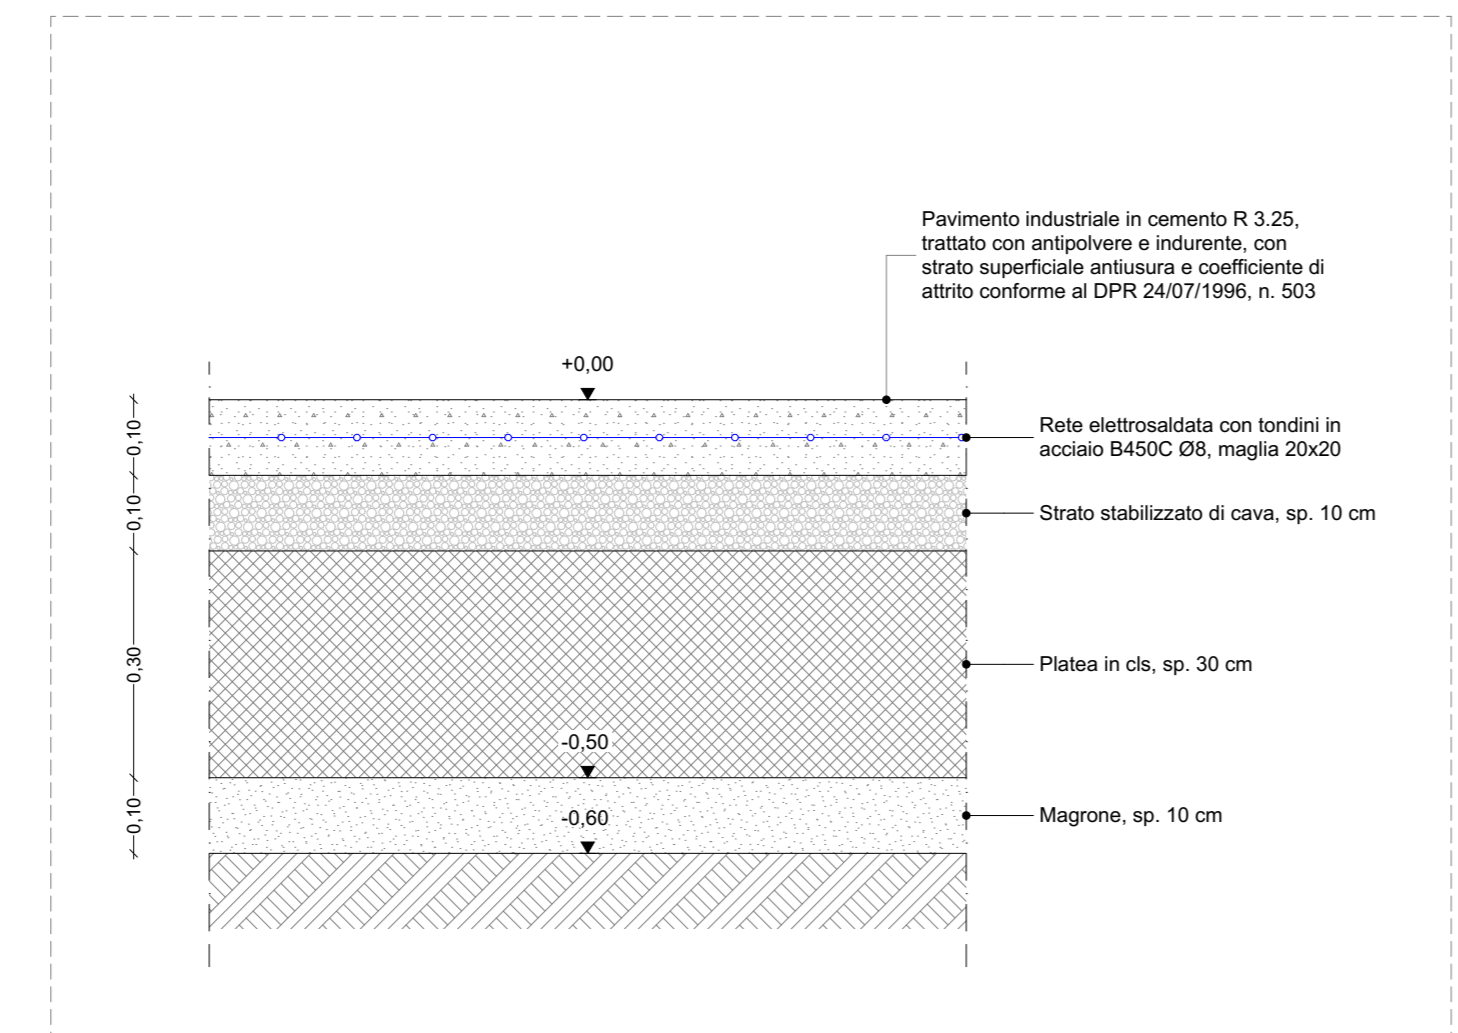 Pavimento industriale in cemento R 3.25,
trattato con antipolvere e indurente, con
strato superficiale antiusura e coefficiente di
attrito conforme al DPR 24/07/1996, n. 503
+0,00
0,10
Rete elettrosaldata con tondini in
acciaio B450C Ø8, maglia 20x20
0,10
Strato stabilizzato di cava, sp. 10 cm
0,30
Platea in cls, sp. 30 cm
-0,50
0,10
-0,60
Magrone, sp. 10 cm